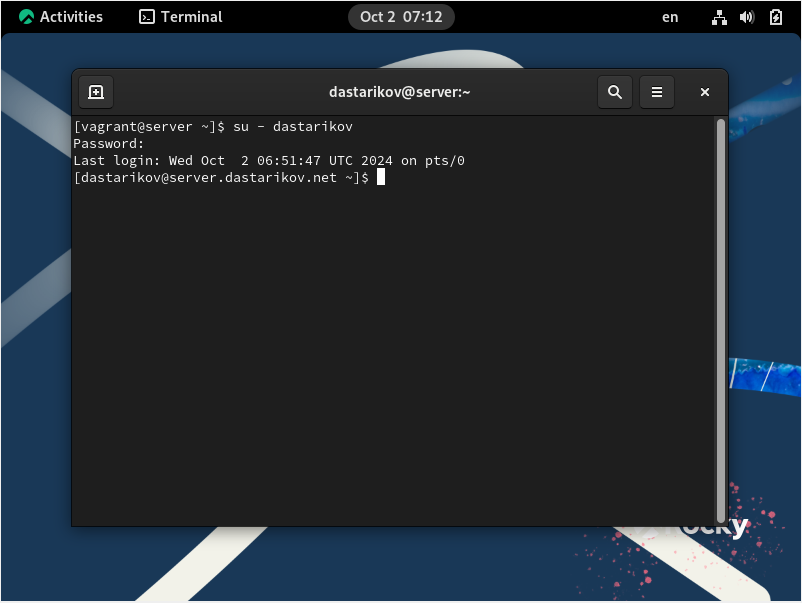 Activities Terminal Oct 2 07:12 en
dastarikov@server:~
[vagrant@server ~]$ su - dastarikov
Password:
Last login: Wed Oct  2 06:51:47 UTC 2024 on pts/0
[dastarikov@server.dastarikov.net ~]$
ocky